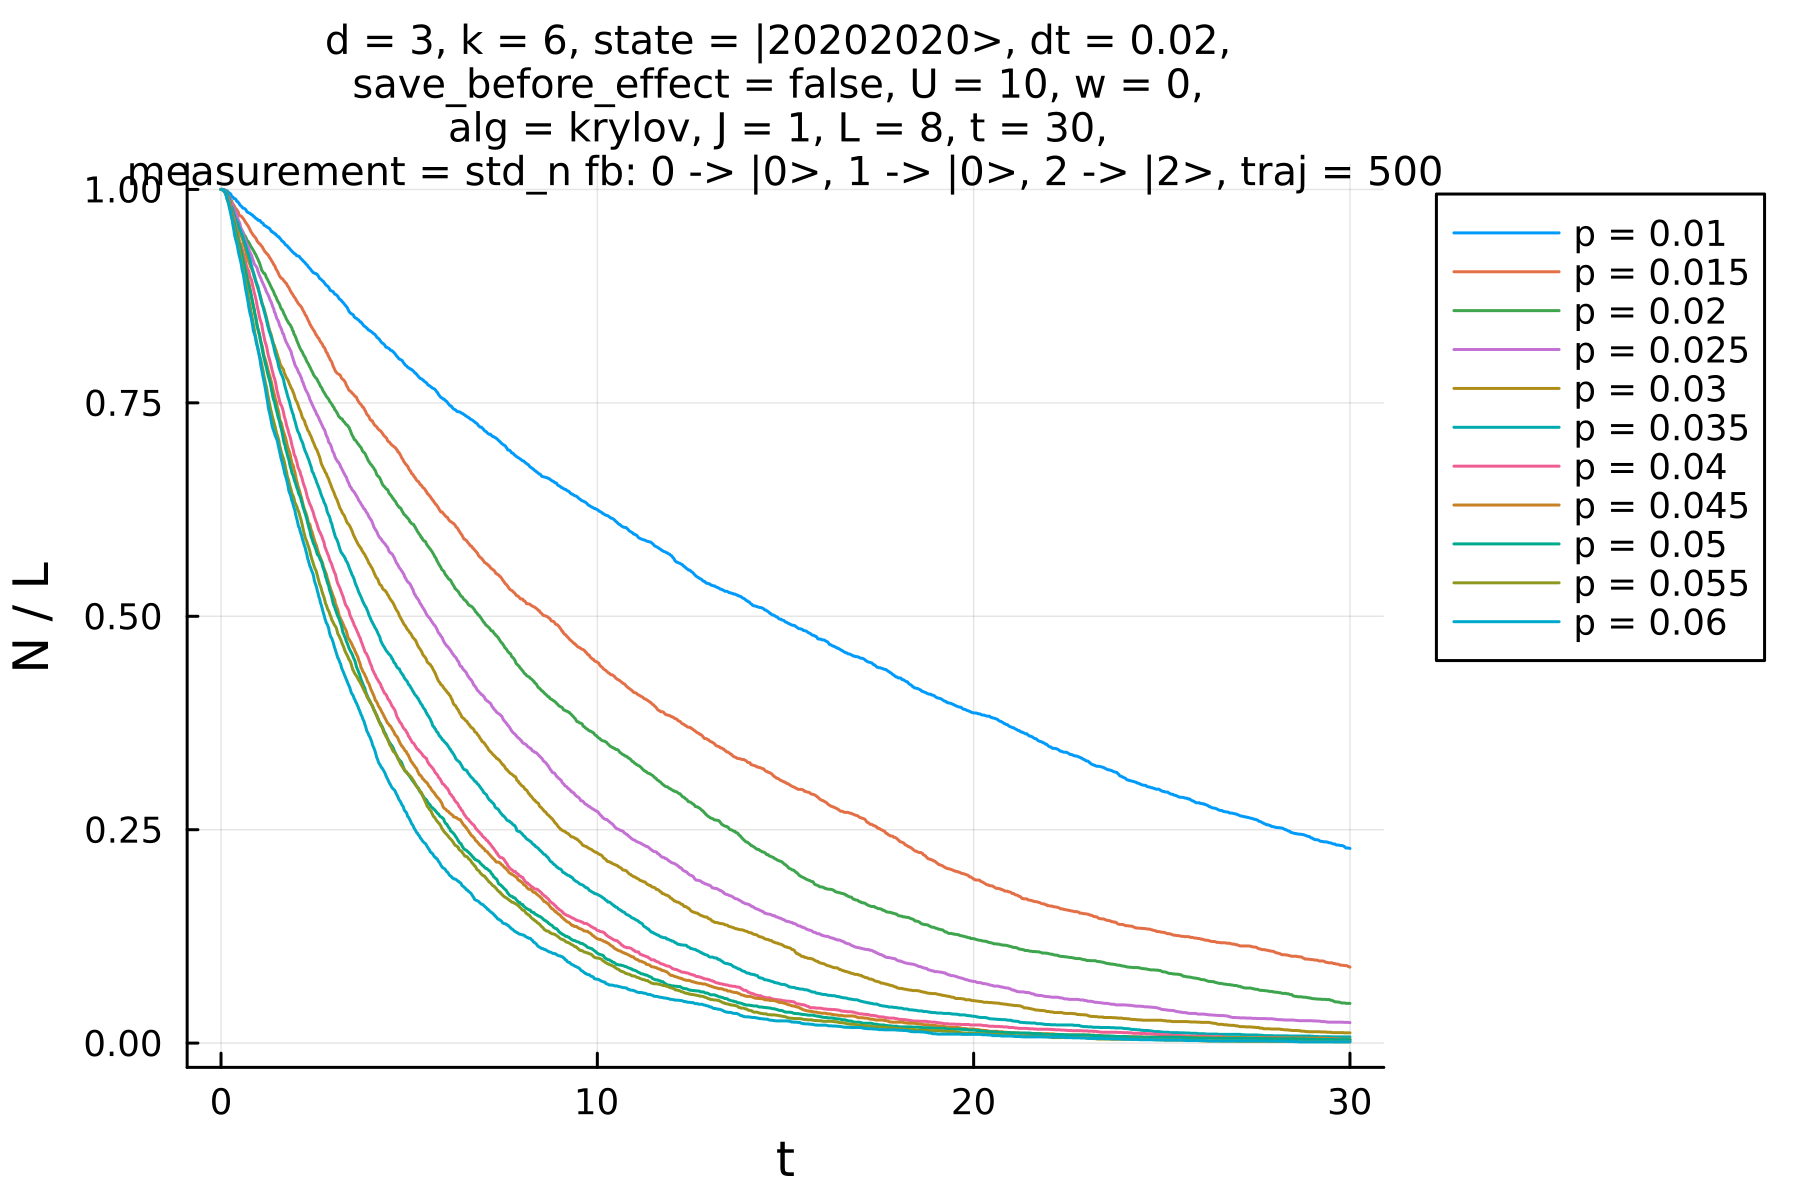 d = 3, k = 6, state = |20202020>, dt = 0.02,
save_before_effect = false, U = 10, w = 0,
alg = krylov, J = 1, L = 8, t = 30,
measurement = std_n fb: 0 -> |0>, 1 -> |0>, 2 -> |2>, traj = 500
1.00
0.75
0.50
0.25
0.00
N / L
0
10
20
30
t
p = 0.01
p = 0.015
p = 0.02
p = 0.025
p = 0.03
p = 0.035
p = 0.04
p = 0.045
p = 0.05
p = 0.055
p = 0.06